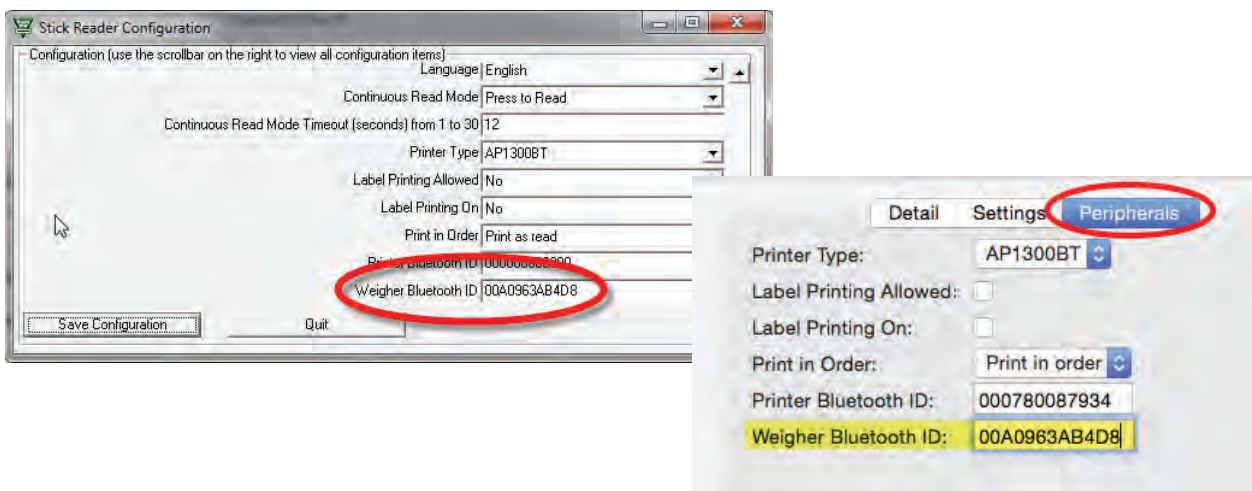 Stick Reader Configuration
Configuration (use the scrollbar on the right to view all configuration items)
Language English
Continuous Read Mode Press to Read
Continuous Read Mode Timeout (seconds) from 1 to 30 12
Printer Type AP1300BT
Label Printing Allowed No
Label Printing On No
Print in Order Print as read
Printer Bluetooth ID
Weigher Bluetooth ID 00A0963AB4D8
Save Configuration Quit
Detail Settings Peripherals
Printer Type: AP1300BT
Label Printing Allowed:
Label Printing On:
Print in Order: Print in order
Printer Bluetooth ID: 000780087934
Weigher Bluetooth ID: 00A0963AB4D8